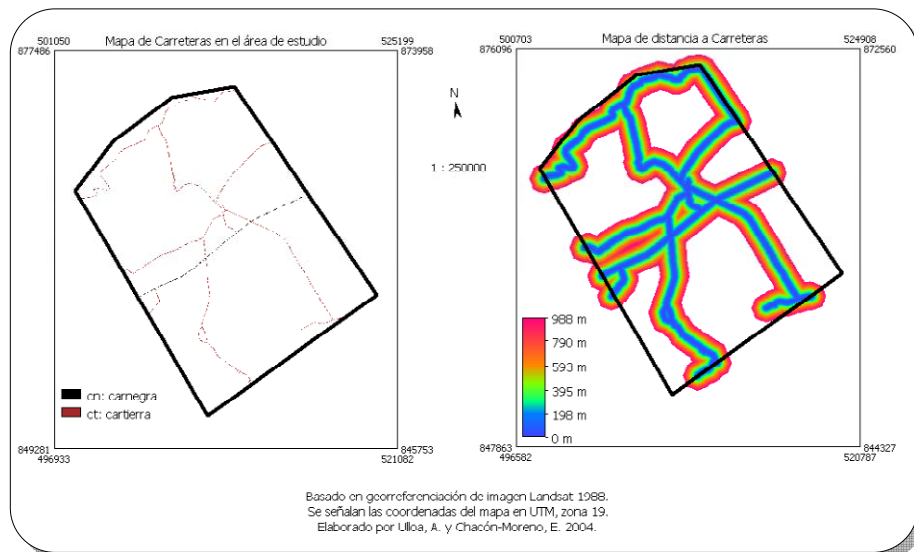 501050
Mapa de Carreteras en el área de estudio
525199
877486
873958
cn: carnegra
ct: cartierra
849281
496933
845753
521082
N
1 : 250000
500703
Mapa de distancia a Carreteras
524908
876096
872560
988 m
790 m
593 m
395 m
198 m
0 m
847863
496582
844327
520787
Basado en georreferenciación de imagen Landsat 1988.
Se señalan las coordenadas del mapa en UTM, zona 19.
Elaborado por Ulloa, A. y Chacón-Moreno, E. 2004.